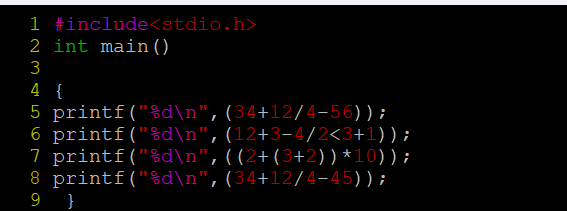 1 #include<stdio.h>
2 int main()
3
4 {
5 printf("%d\n",(34+12/4-56));
6 printf("%d\n",(12+3-4/2<3+1));
7 printf("%d\n",((2+(3+2))*10));
8 printf("%d\n",(34+12/4-45));
9 }